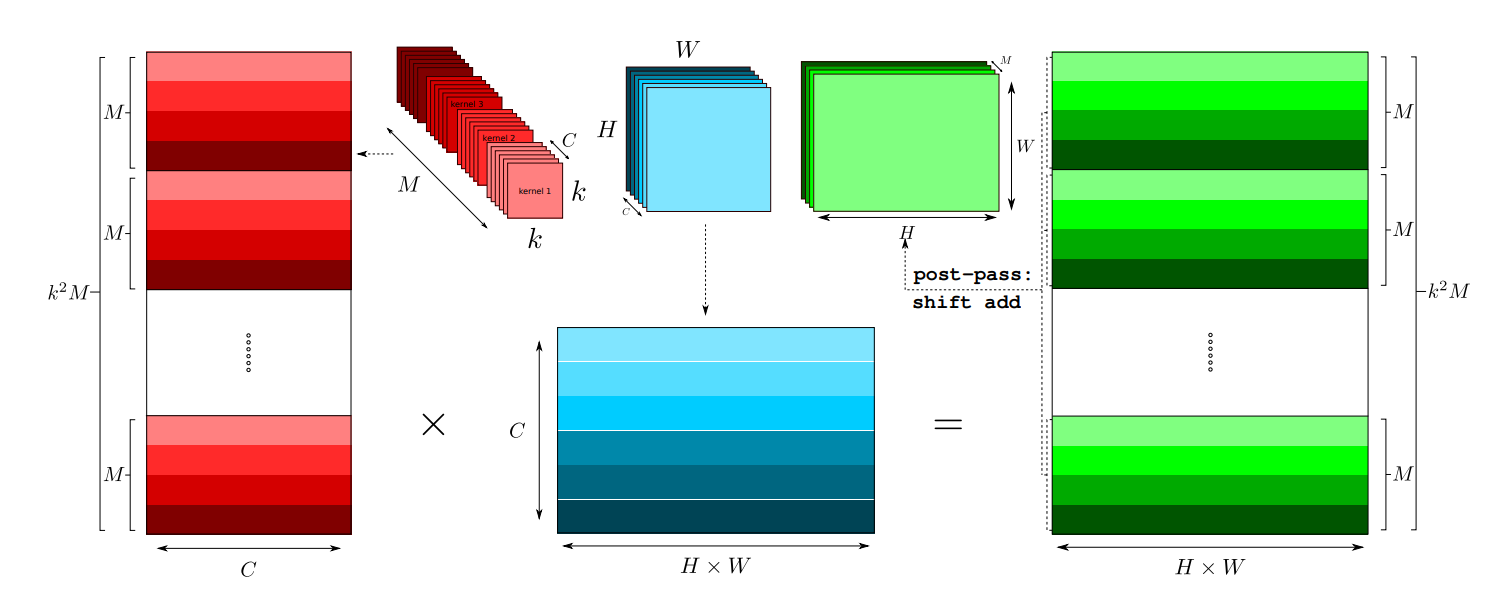 M
M
k²M
M
C
kernel 3
kernel 2
kernel 1
C
M
k
k
W
H
C
M
W
H
post-pass:
shift add
×
C
H × W
=
M
M
k²M
M
H × W